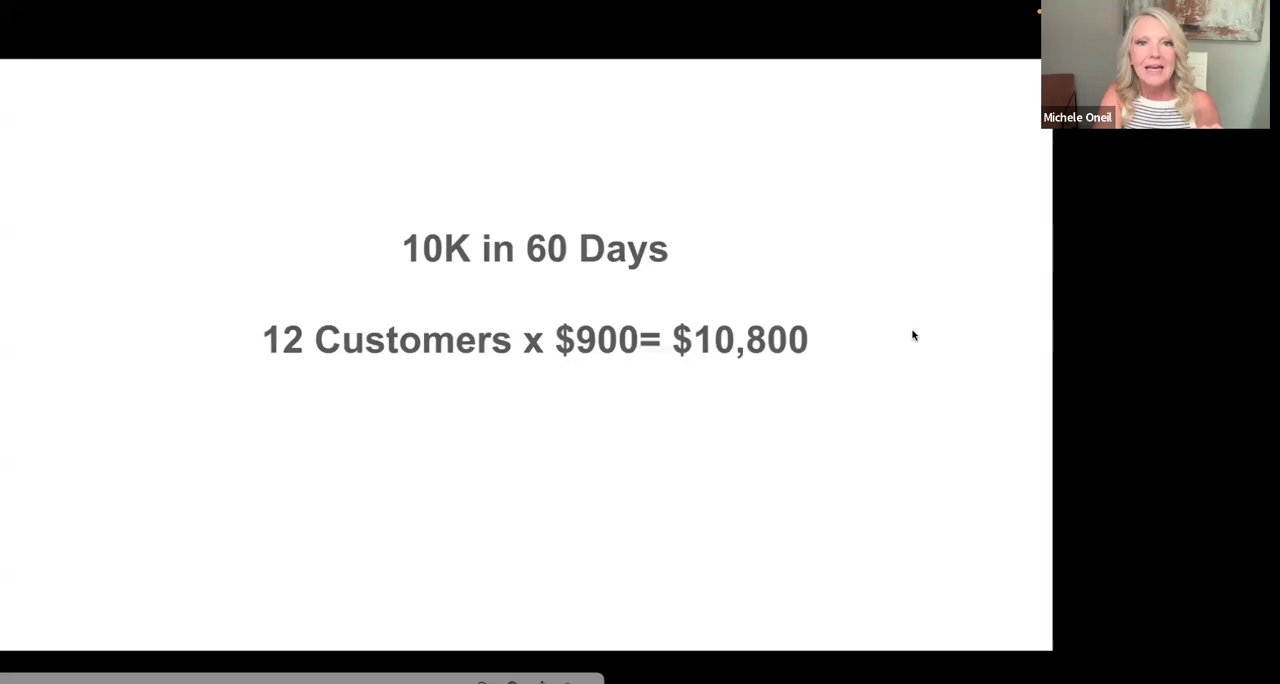 Michele Oneil
10K in 60 Days
12 Customers x $900= $10,800